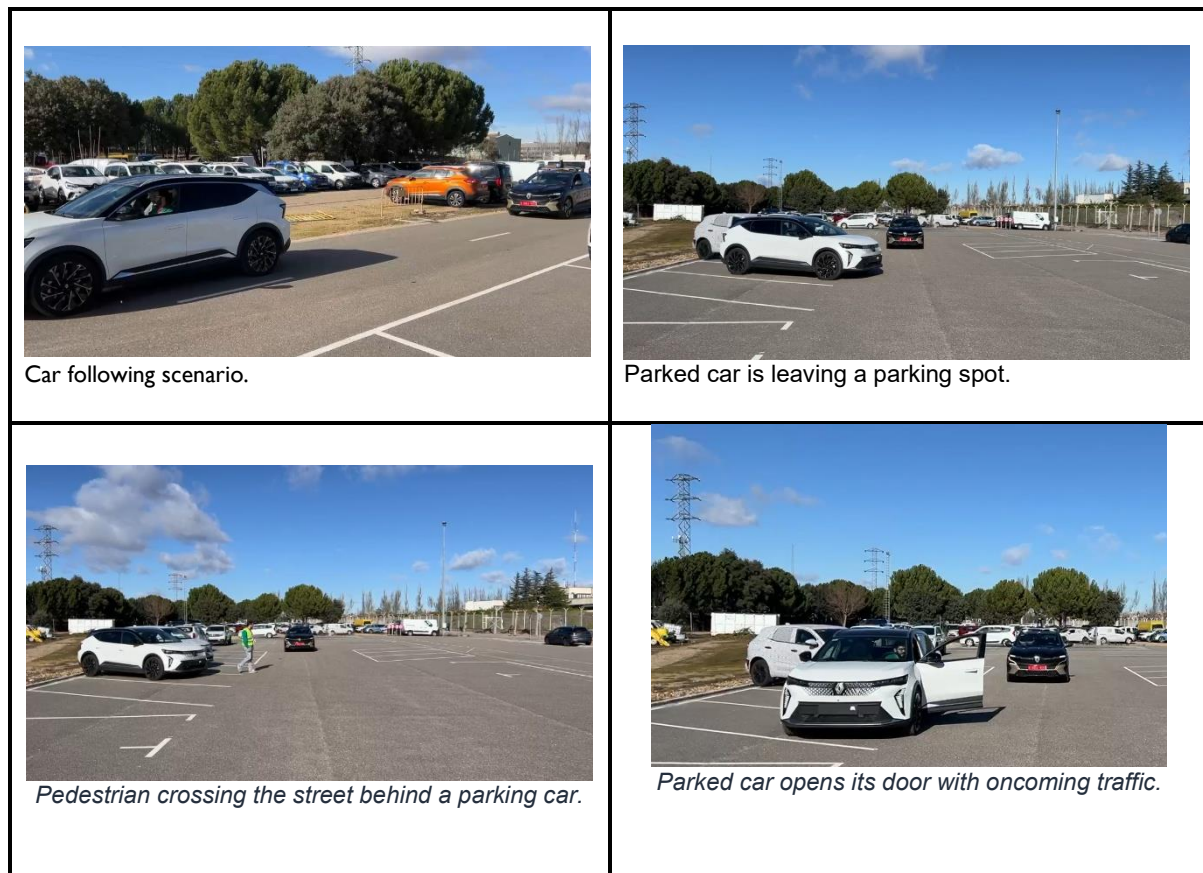 Car following scenario.
Parked car is leaving a parking spot.
Pedestrian crossing the street behind a parking car.
Parked car opens its door with oncoming traffic.